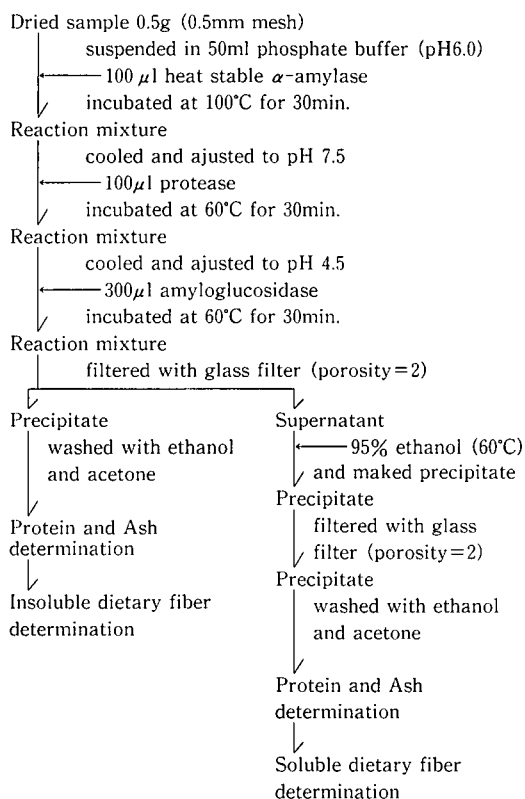 Dried sample 0.5g (0.5mm mesh)
suspended in 50ml phosphate buffer (pH6.0)
100 μl heat stable α-amylase
incubated at 100°C for 30min.
Reaction mixture
cooled and ajusted to pH 7.5
100μl protease
incubated at 60°C for 30min.
Reaction mixture
cooled and ajusted to pH 4.5
300μl amyloglucosidase
incubated at 60°C for 30min.
Reaction mixture
filtered with glass filter (porosity=2)
Precipitate
washed with ethanol
and acetone
Protein and Ash
determination
Insoluble dietary fiber
determination
Supernatant
95% ethanol (60°C)
and maked precipitate
Precipitate
filtered with glass
filter (porosity=2)
Precipitate
washed with ethanol
and acetone
Protein and Ash
determination
Soluble dietary fiber
determination